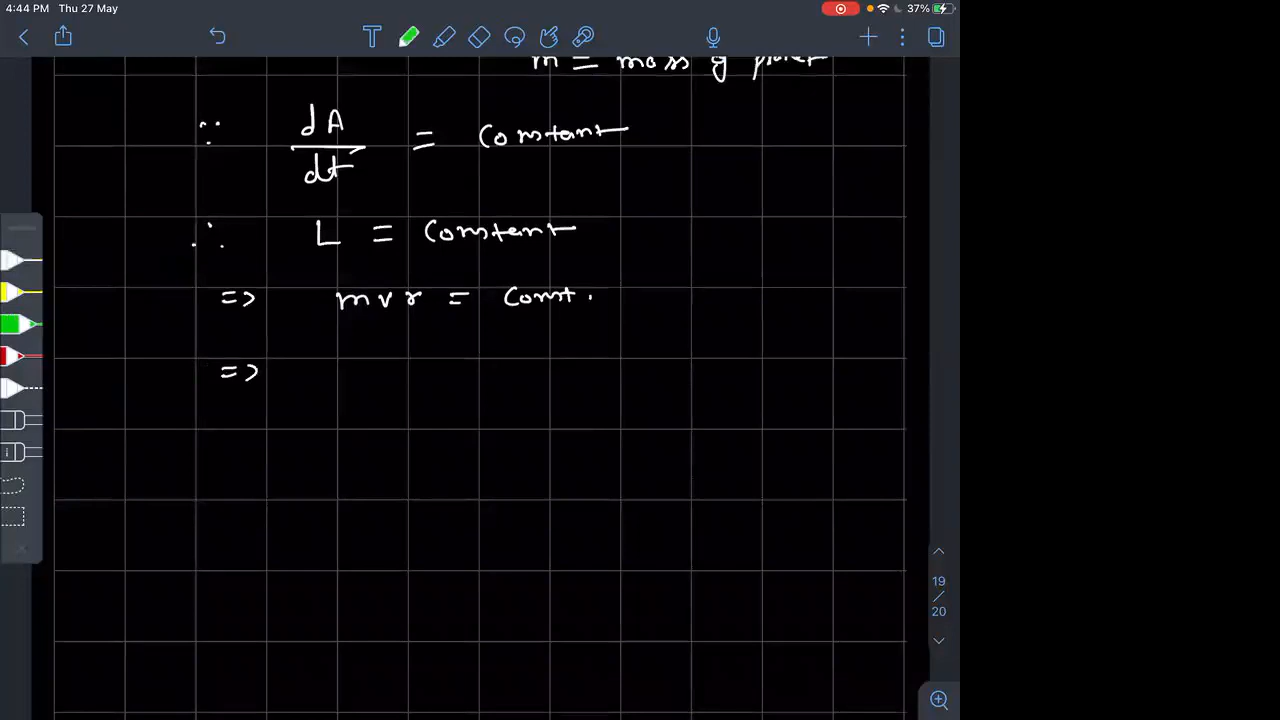 4:44 PM Thu 27 May
37%
T
m = mass of planet
∵ dA/dt = Constant
∴ L = Constant
=> mvr = Const.
=>
19
/
20